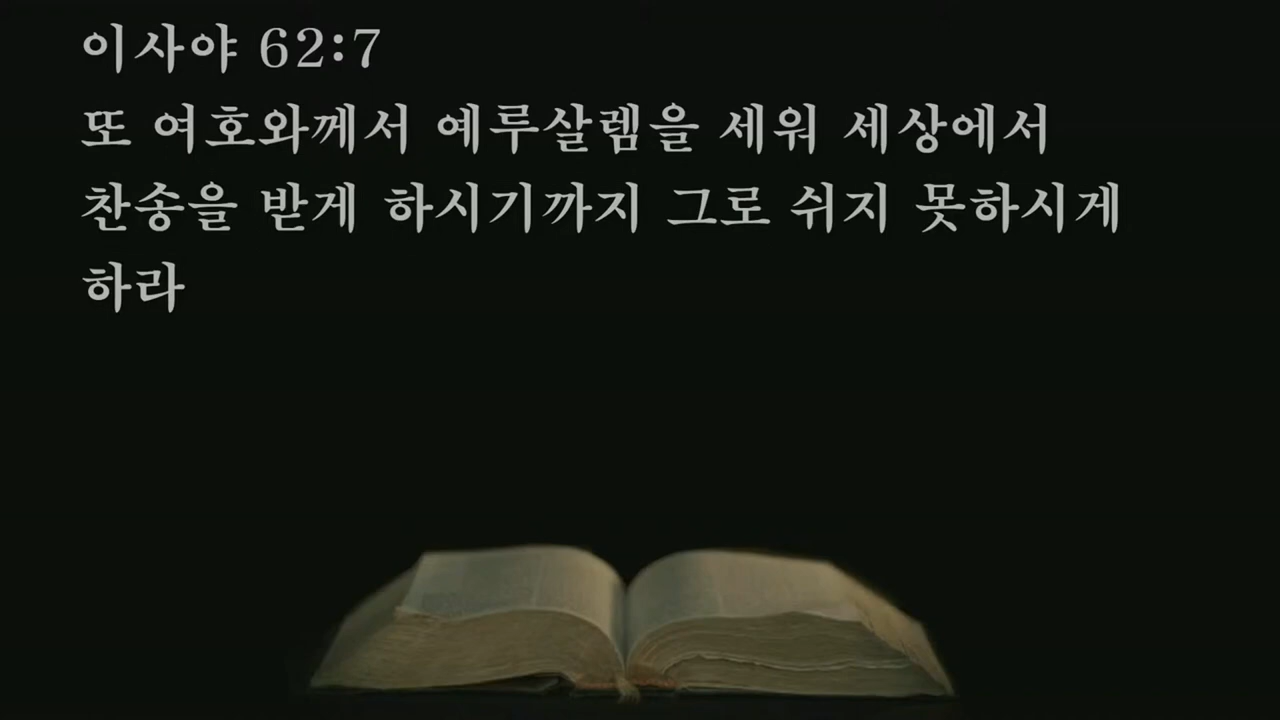 이사야 62:7
또 여호와께서 예루살렘을 세워 세상에서
찬송을 받게 하시기까지 그로 쉬지 못하시게
하라